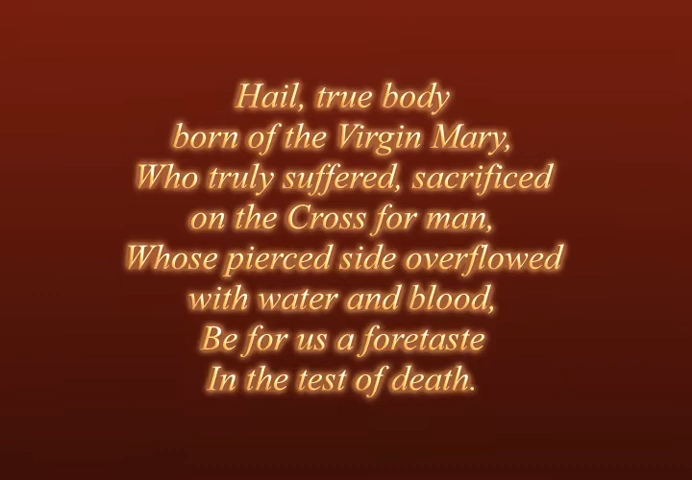 Hail, true body
born of the Virgin Mary,
Who truly suffered, sacrificed
on the Cross for man,
Whose pierced side overflowed
with water and blood,
Be for us a foretaste
In the test of death.